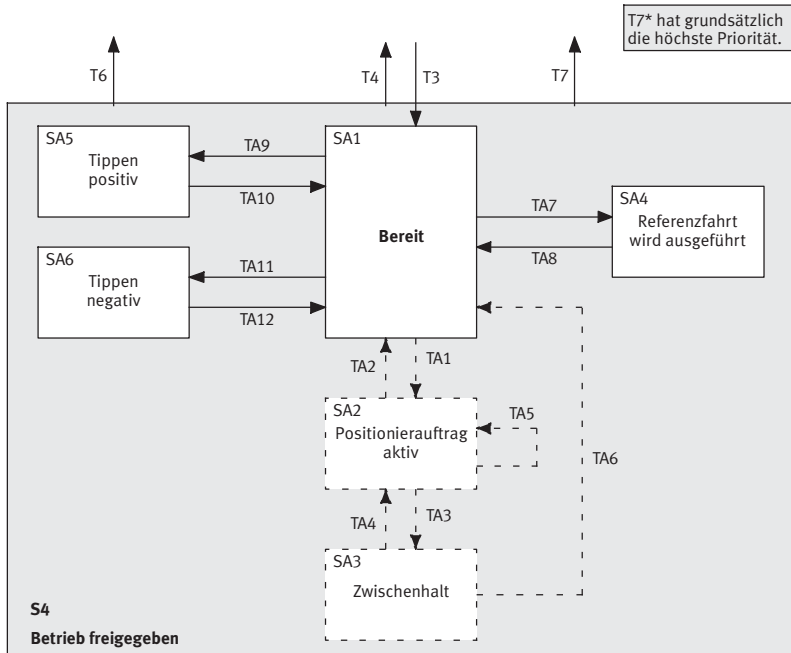 T7* hat grundsätzlich
die höchste Priorität.
T6
T4
T3
T7
SA5
Tippen
positiv
TA9
TA10
SA1
Bereit
TA7
TA8
SA4
Referenzfahrt
wird ausgeführt
SA6
Tippen
negativ
TA11
TA12
TA2
TA1
SA2
Positionierauftrag
aktiv
TA5
TA6
TA4
TA3
SA3
Zwischenhalt
S4
Betrieb freigegeben